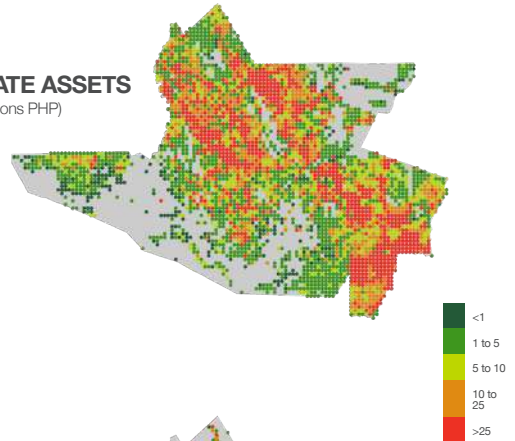 ATE ASSETS
ons PHP)
<1
1 to 5
5 to 10
10 to
25
>25